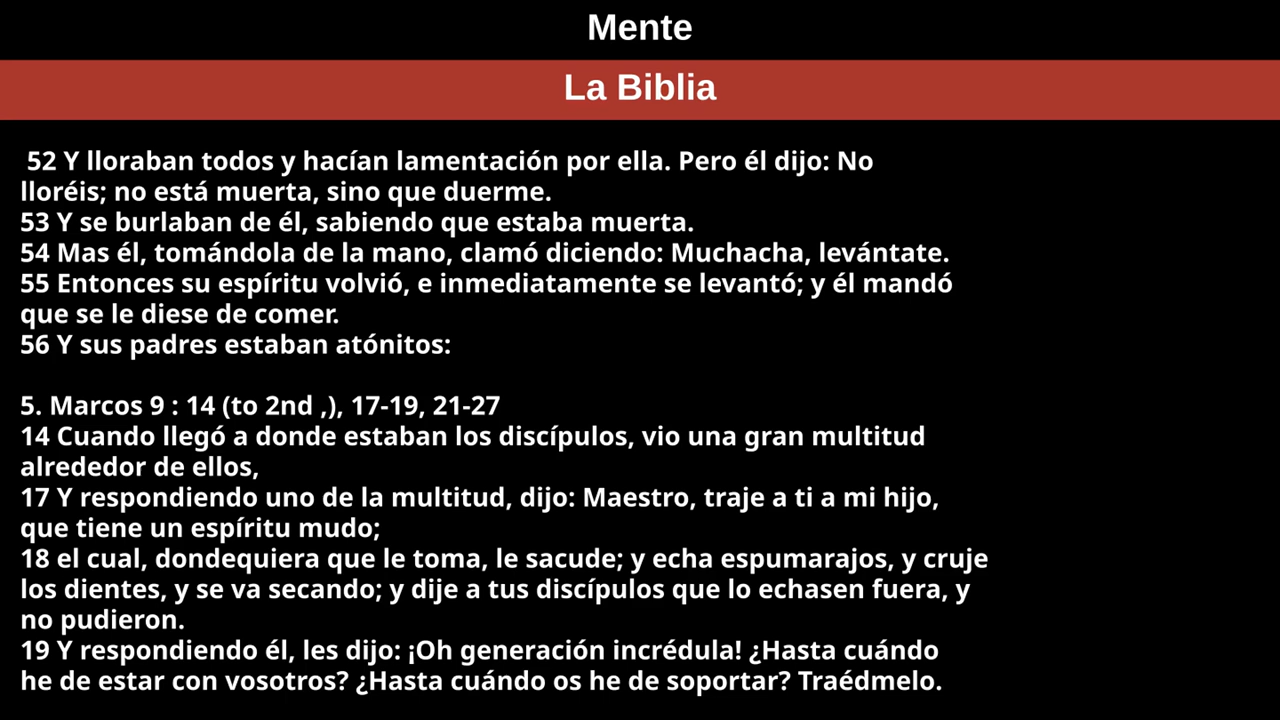 Mente
La Biblia
52 Y lloraban todos y hacían lamentación por ella. Pero él dijo: No
lloréis; no está muerta, sino que duerme.
53 Y se burlaban de él, sabiendo que estaba muerta.
54 Mas él, tomándola de la mano, clamó diciendo: Muchacha, levántate.
55 Entonces su espíritu volvió, e inmediatamente se levantó; y él mandó
que se le diese de comer.
56 Y sus padres estaban atónitos:
5. Marcos 9 : 14 (to 2nd ,), 17-19, 21-27
14 Cuando llegó a donde estaban los discípulos, vio una gran multitud
alrededor de ellos,
17 Y respondiendo uno de la multitud, dijo: Maestro, traje a ti a mi hijo,
que tiene un espíritu mudo;
18 el cual, dondequiera que le toma, le sacude; y echa espumarajos, y cruje
los dientes, y se va secando; y dije a tus discípulos que lo echasen fuera, y
no pudieron.
19 Y respondiendo él, les dijo: ¡Oh generación incrédula! ¿Hasta cuándo
he de estar con vosotros? ¿Hasta cuándo os he de soportar? Traédmelo.